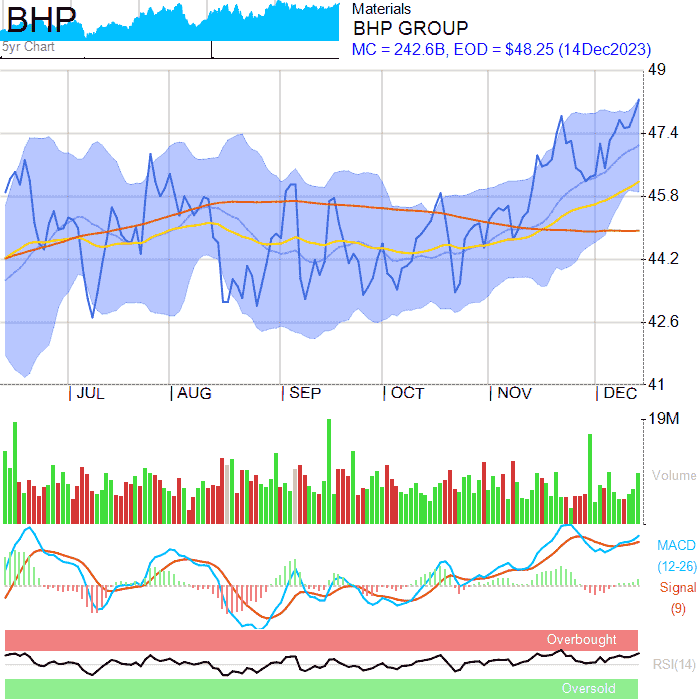 BHP
5yr Chart
Materials
BHP GROUP
MC = 242.6B, EOD = $48.25 (14Dec2023)
49
47.4
45.8
44.2
42.6
41
JUL AUG SEP OCT NOV DEC
19M
Volume
MACD
(12-26)
Signal
(9)
Overbought
RSI(14)
Oversold